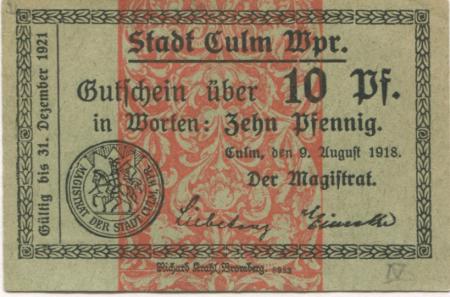 Stadt Culm Wpr.
Gutschein über 10 Pf.
in Worten: Zehn Pfennig.
Culm, den 9. August 1918.
Der Magistrat.
Gültig bis 31. Dezember 1921
MAGISTRAT DER STADT CULM, WPR.
Richard Krahl, Bromberg.
IV